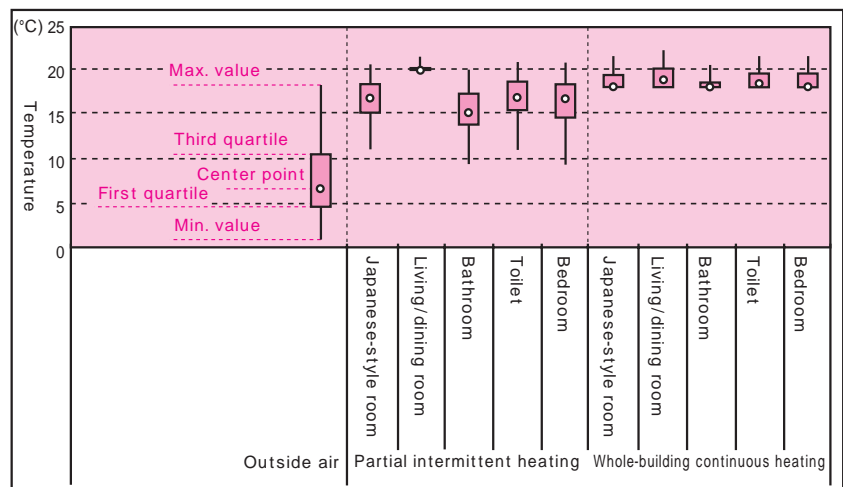 (°C)
25
20
15
10
5
0
Temperature
Max. value
Third quartile
Center point
First quartile
Min. value
Japanese-style room
Living/dining room
Bathroom
Toilet
Bedroom
Japanese-style room
Living/dining room
Bathroom
Toilet
Bedroom
Outside air
Partial intermittent heating
Whole-building continuous heating